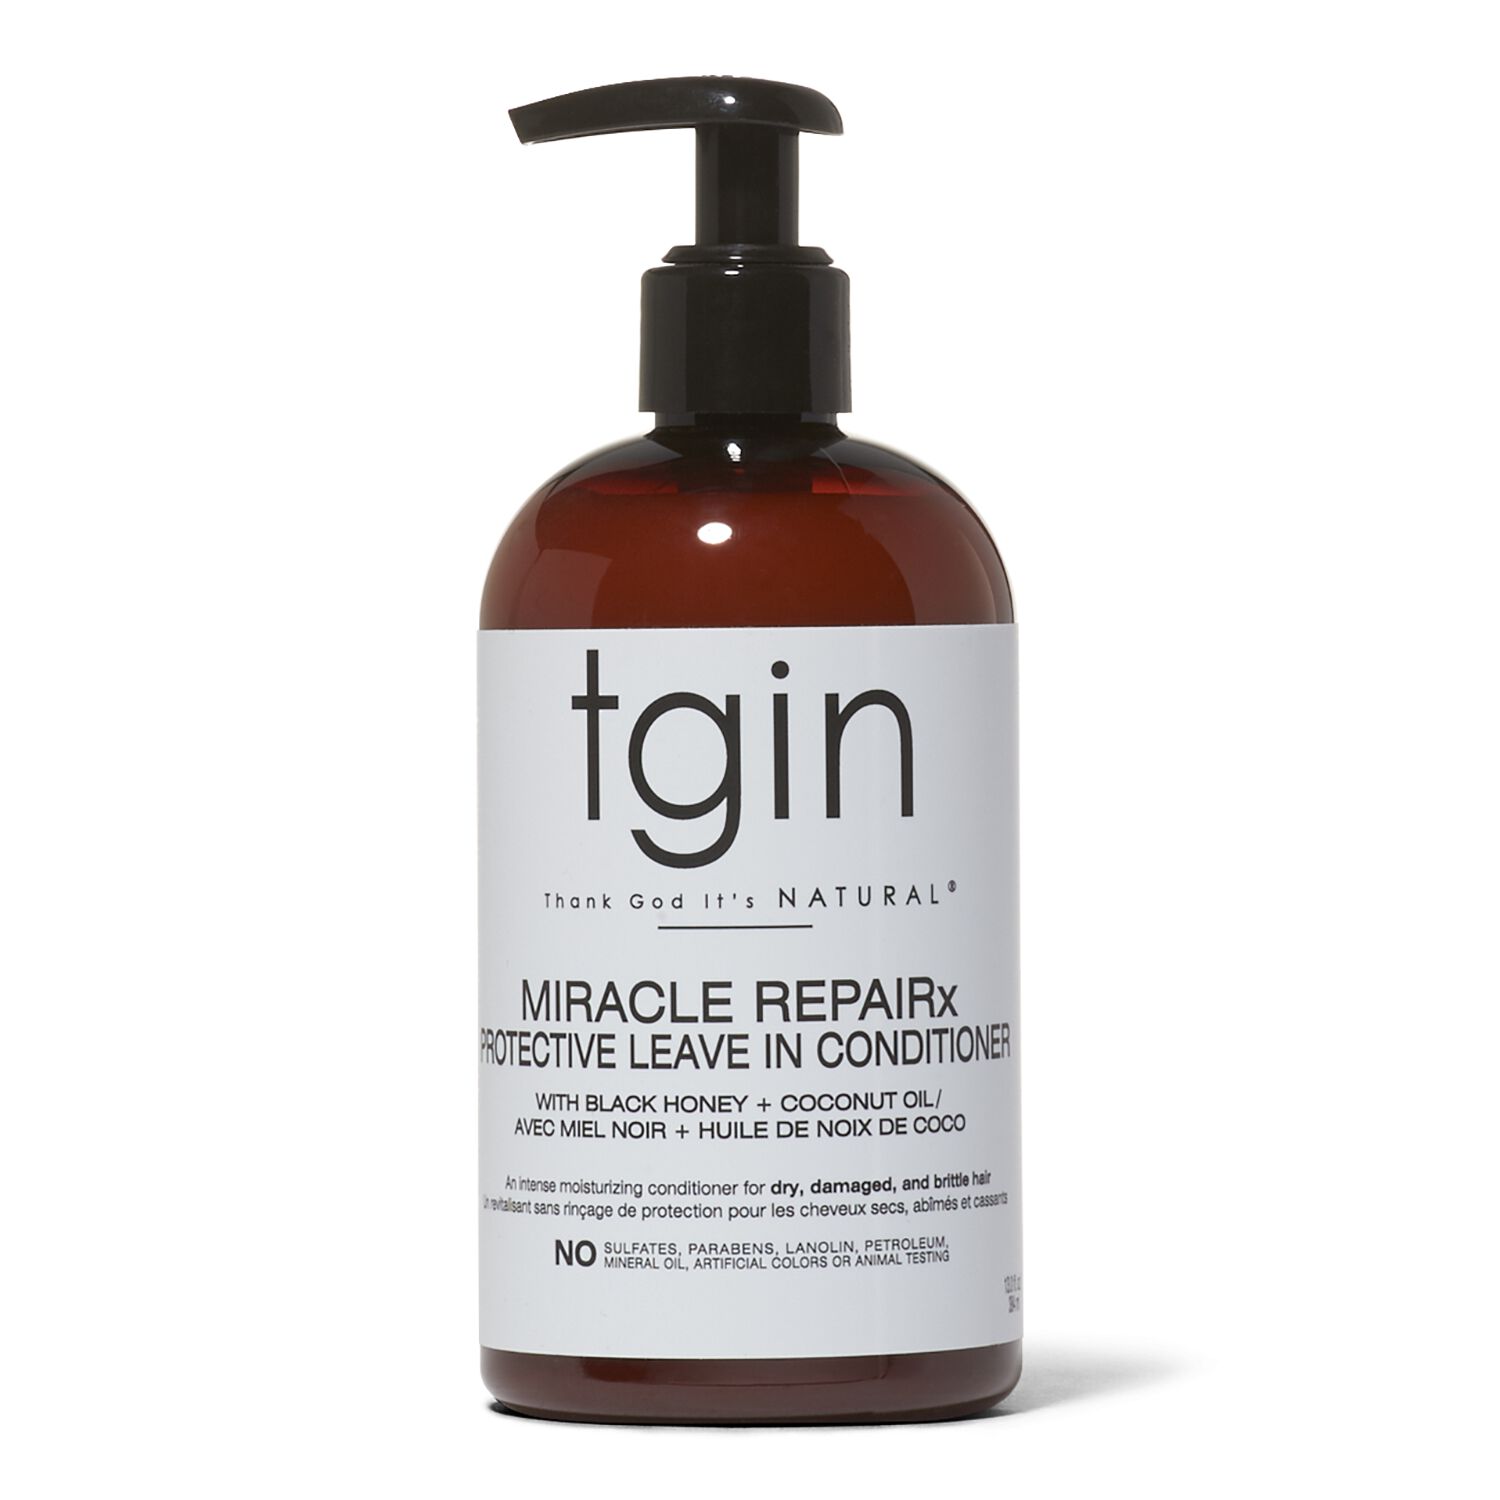 tgin
Thank God It's NATURAL®
MIRACLE REPAIRx
PROTECTIVE LEAVE IN CONDITIONER
WITH BLACK HONEY + COCONUT OIL/
AVEC MIEL NOIR + HUILE DE NOIX DE COCO
An intense moisturizing conditioner for dry, damaged, and brittle hair
Un revitalisant sans rinçage de protection pour les cheveux secs, abîmés et cassants
NO SULFATES, PARABENS, LANOLIN, PETROLEUM,
MINERAL OIL, ARTIFICIAL COLORS OR ANIMAL TESTING